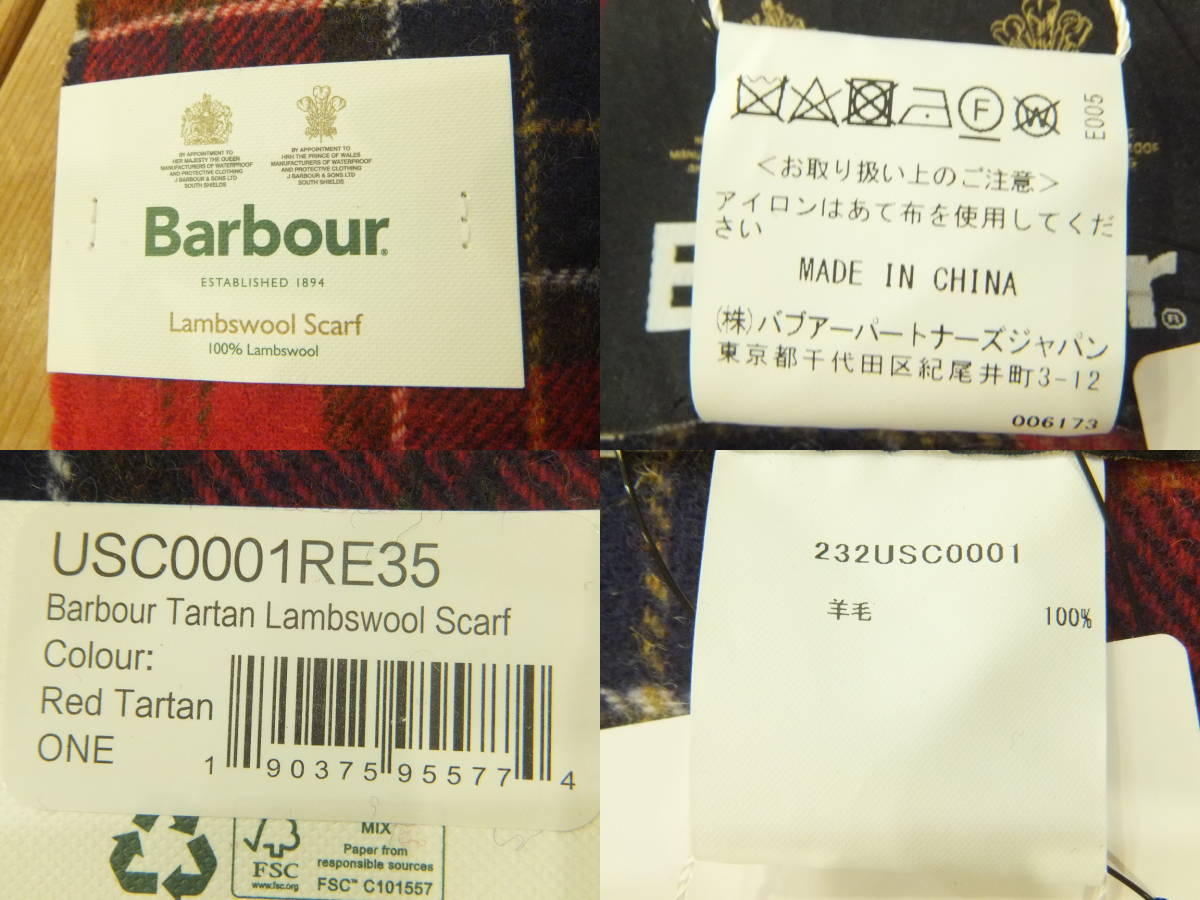 BY APPOINTMENT TO
HER MAJESTY THE QUEEN
MANUFACTURERS OF WATERPROOF
AND PROTECTIVE CLOTHING
J BARBOUR & SONS LTD
SOUTH SHIELDS
BY APPOINTMENT TO
HRH THE PRINCE OF WALES
MANUFACTURERS OF WATERPROOF
AND PROTECTIVE CLOTHING
J BARBOUR & SONS LTD
SOUTH SHIELDS
Barbour®
ESTABLISHED 1894
Lambswool Scarf
100% Lambswool
F
W
E005
<お取り扱い上のご注意>
アイロンはあて布を使用してくだ
さい
MADE IN CHINA
(株)バブアーパートナーズジャパン
東京都千代田区紀尾井町3-12
006173
USC0001RE35
Barbour Tartan Lambswool Scarf
Colour:
Red Tartan
ONE
1 90375 95577 4
FSC
www.fsc.org
MIX
Paper from
responsible sources
FSC™ C101557
232USC0001
羊毛 100%